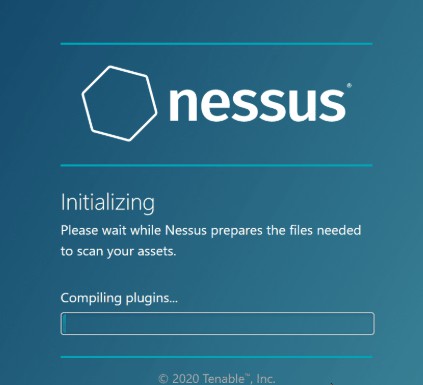 nessus®
Initializing
Please wait while Nessus prepares the files needed
to scan your assets.
Compiling plugins...
© 2020 Tenable™, Inc.